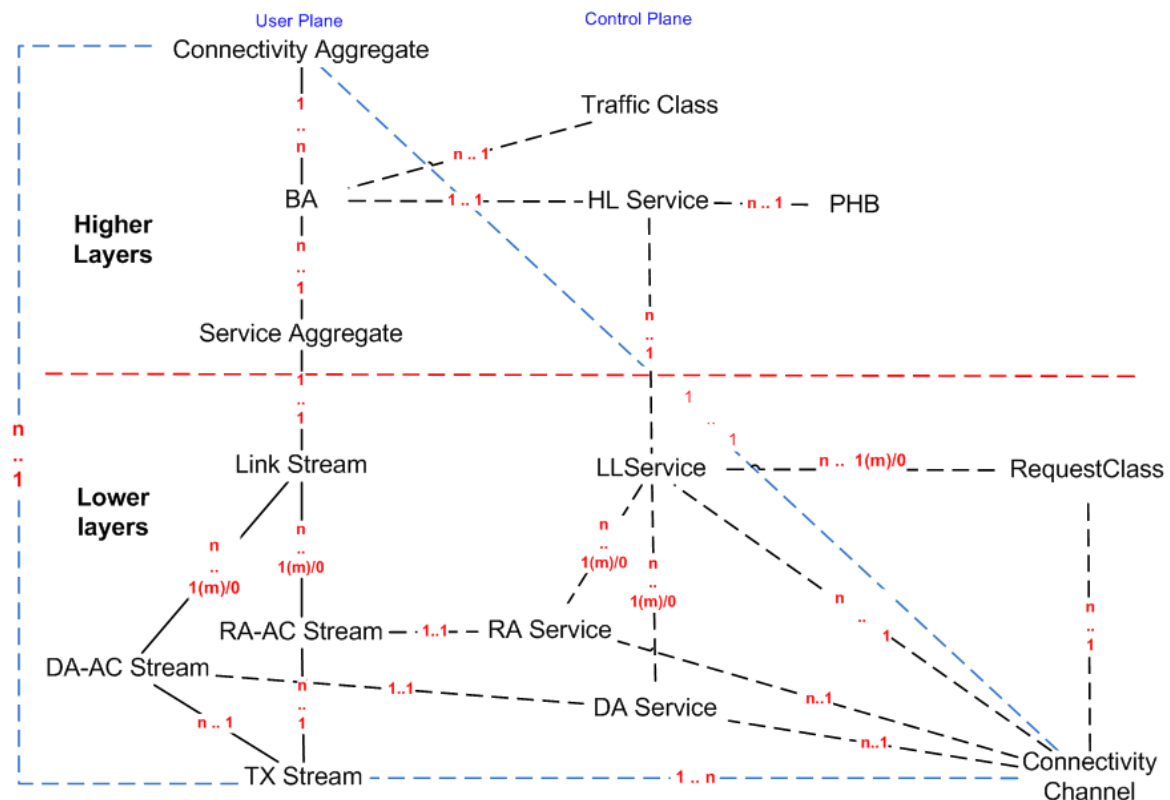 User Plane
Control Plane
Connectivity Aggregate
Traffic Class
1
..
n
n .. 1
BA
1 .. 1
HL Service
n .. 1
PHB
Higher
Layers
n
..
1
n
..
1
Service Aggregate
1
..
1
1
..
1
n
..
1
Link Stream
LLService
n .. 1(m)/0
RequestClass
Lower
layers
n
..
1(m)/0
n
..
1(m)/0
n
..
1(m)/0
n
..
1(m)/0
n
..
1
n
..
1
RA-AC Stream
1..1
RA Service
DA-AC Stream
1..1
n
..
1
DA Service
n..1
n .. 1
n..1
TX Stream
1 .. n
Connectivity
Channel